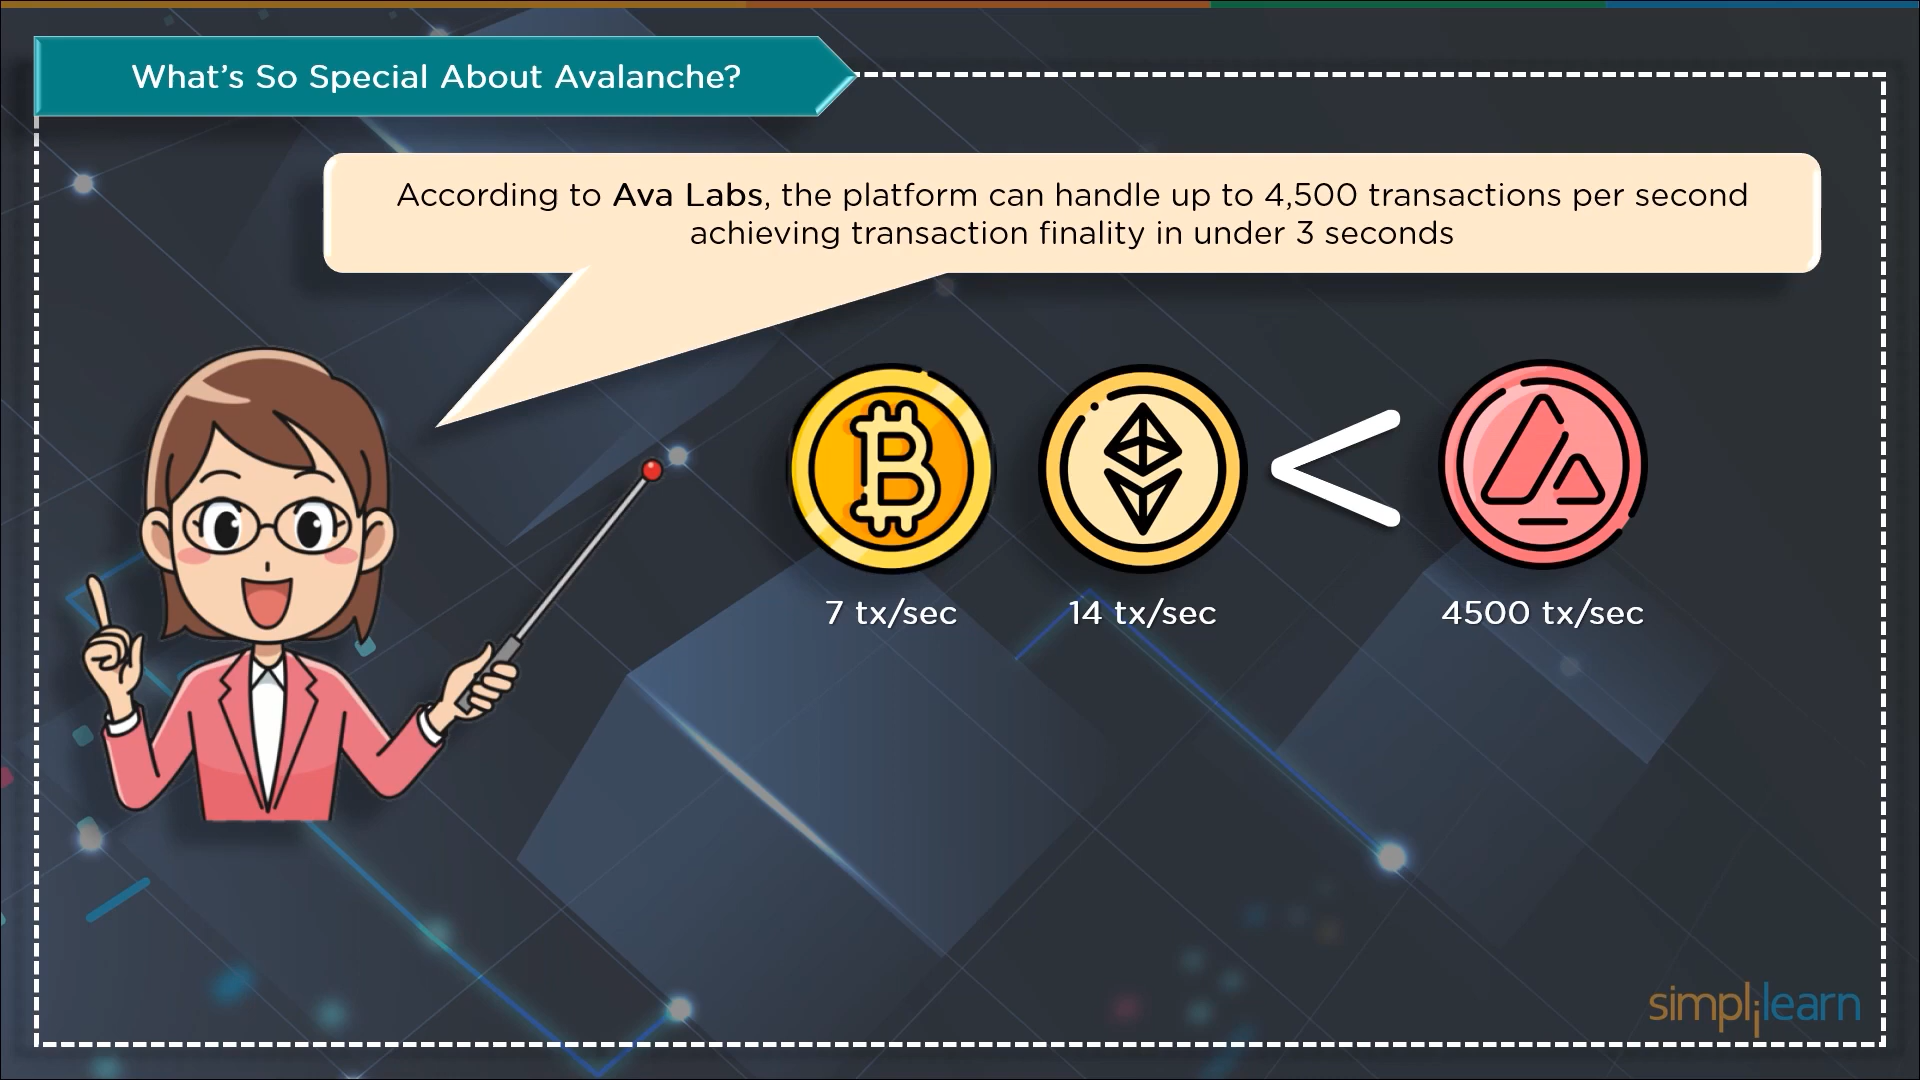 What's So Special About Avalanche?
According to Ava Labs, the platform can handle up to 4,500 transactions per second
achieving transaction finality in under 3 seconds
7 tx/sec
14 tx/sec
4500 tx/sec
simplilearn